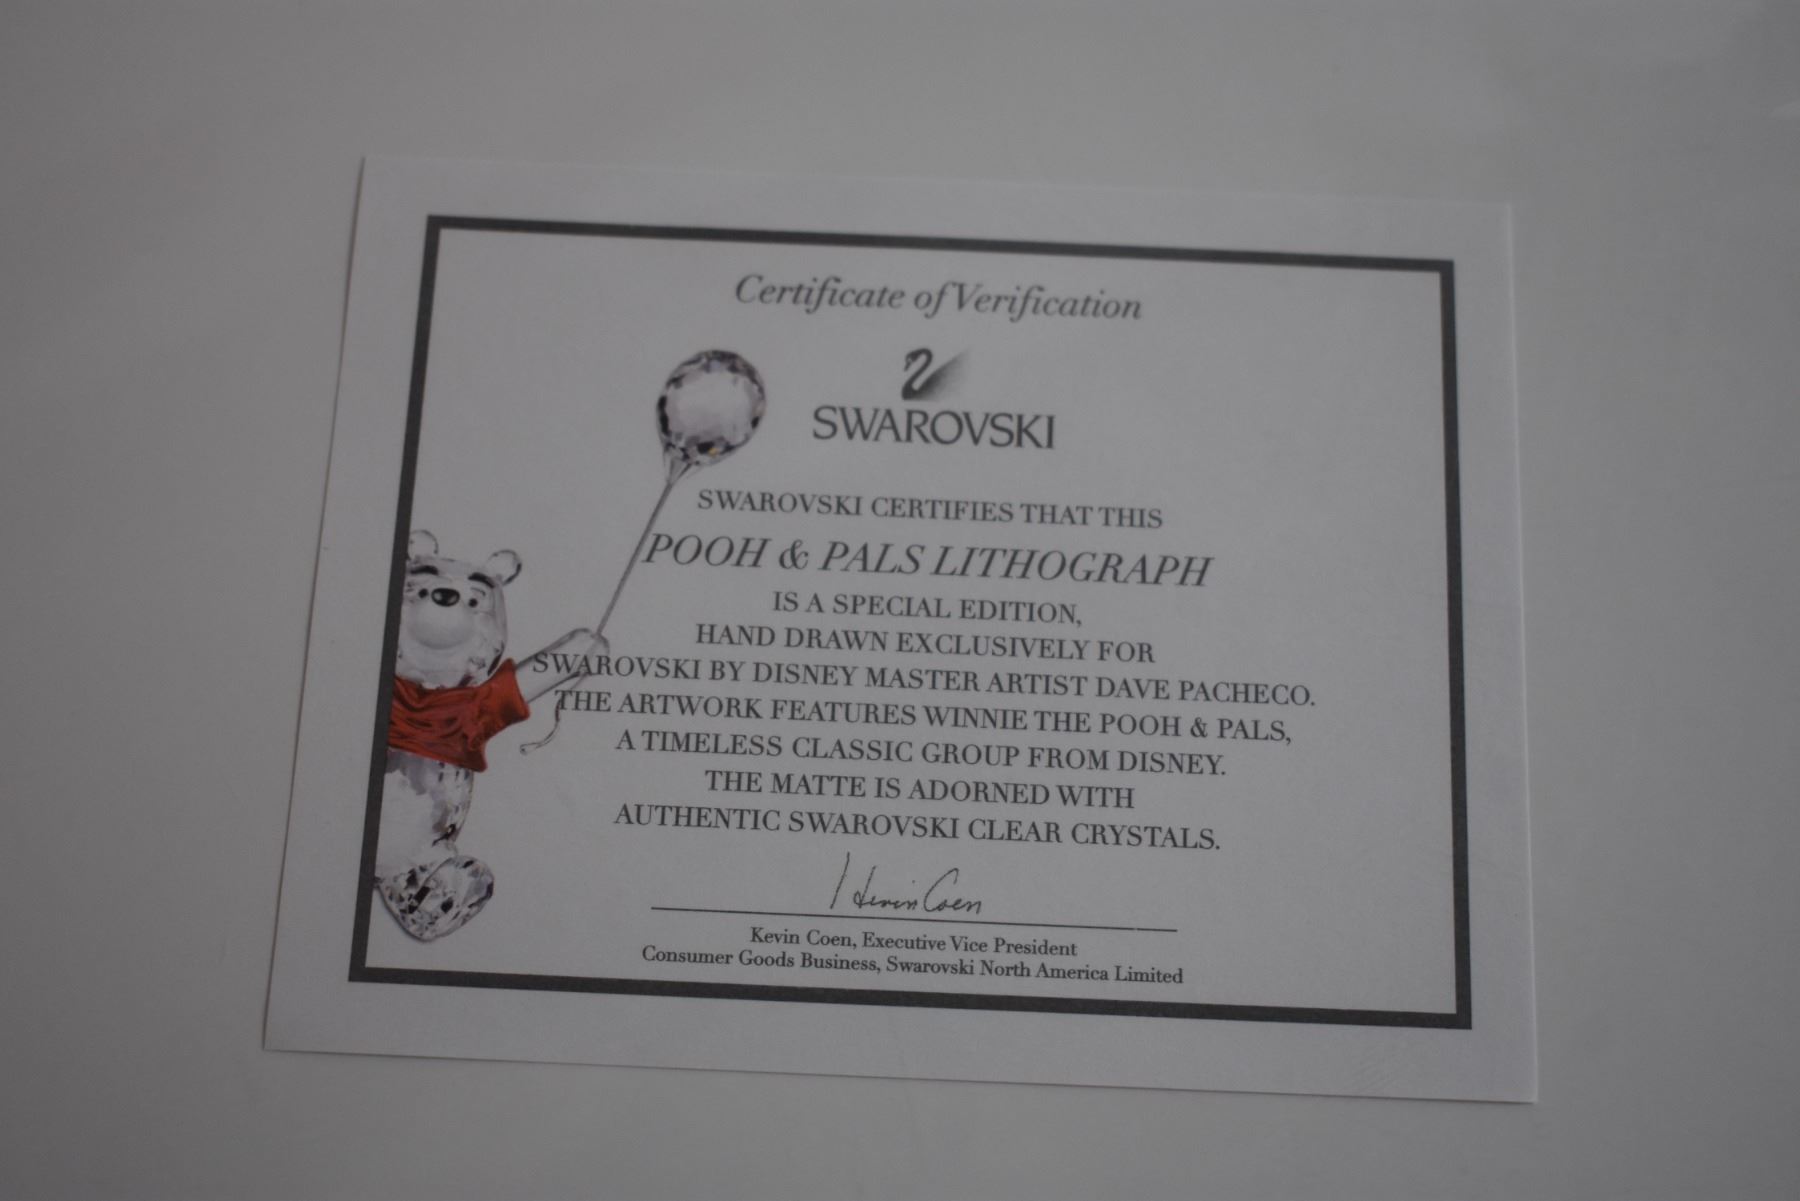 Certificate of Verification
SWAROVSKI
SWAROVSKI CERTIFIES THAT THIS
POOH & PALS LITHOGRAPH
IS A SPECIAL EDITION,
HAND DRAWN EXCLUSIVELY FOR
SWAROVSKI BY DISNEY MASTER ARTIST DAVE PACHECO.
THE ARTWORK FEATURES WINNIE THE POOH & PALS,
A TIMELESS CLASSIC GROUP FROM DISNEY.
THE MATTE IS ADORNED WITH
AUTHENTIC SWAROVSKI CLEAR CRYSTALS.
Kevin Coen
Kevin Coen, Executive Vice President
Consumer Goods Business, Swarovski North America Limited